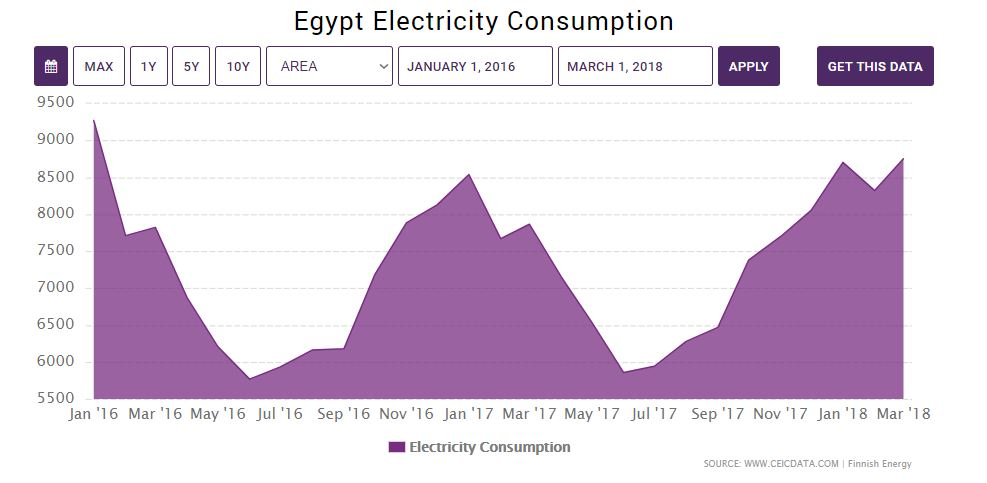 Egypt Electricity Consumption
MAX 1Y 5Y 10Y AREA JANUARY 1, 2016 MARCH 1, 2018 APPLY GET THIS DATA
9500
9000
8500
8000
7500
7000
6500
6000
5500
Jan '16 Mar '16 May '16 Jul '16 Sep '16 Nov '16 Jan '17 Mar '17 May '17 Jul '17 Sep '17 Nov '17 Jan '18 Mar '18
Electricity Consumption
SOURCE: WWW.CEICDATA.COM | Finnish Energy